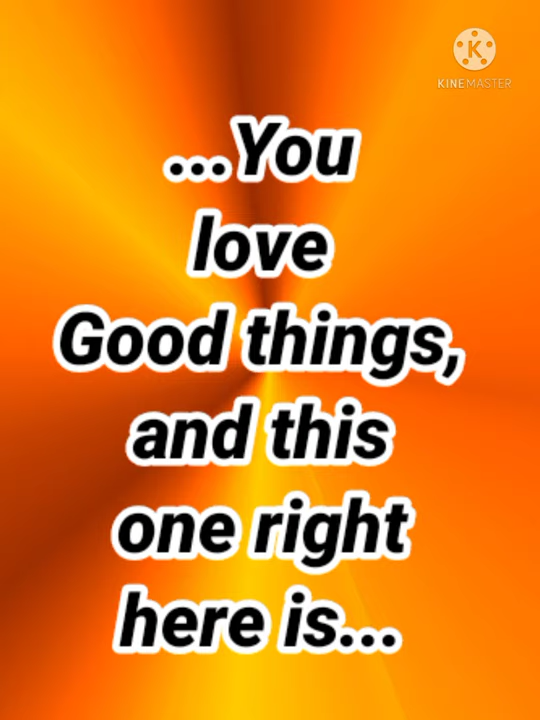 KINEMASTER
...You
love
Good things,
and this
one right
here is...